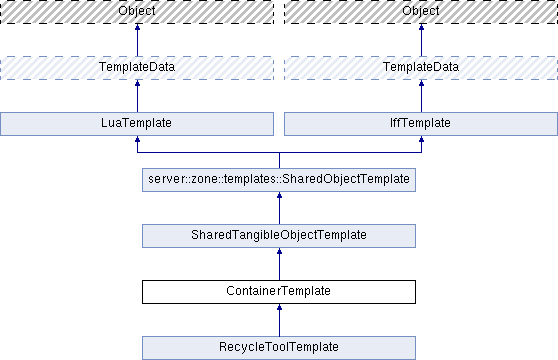 Object
Object
TemplateData
TemplateData
LuaTemplate
IffTemplate
server::zone::templates::SharedObjectTemplate
SharedTangibleObjectTemplate
ContainerTemplate
RecycleToolTemplate